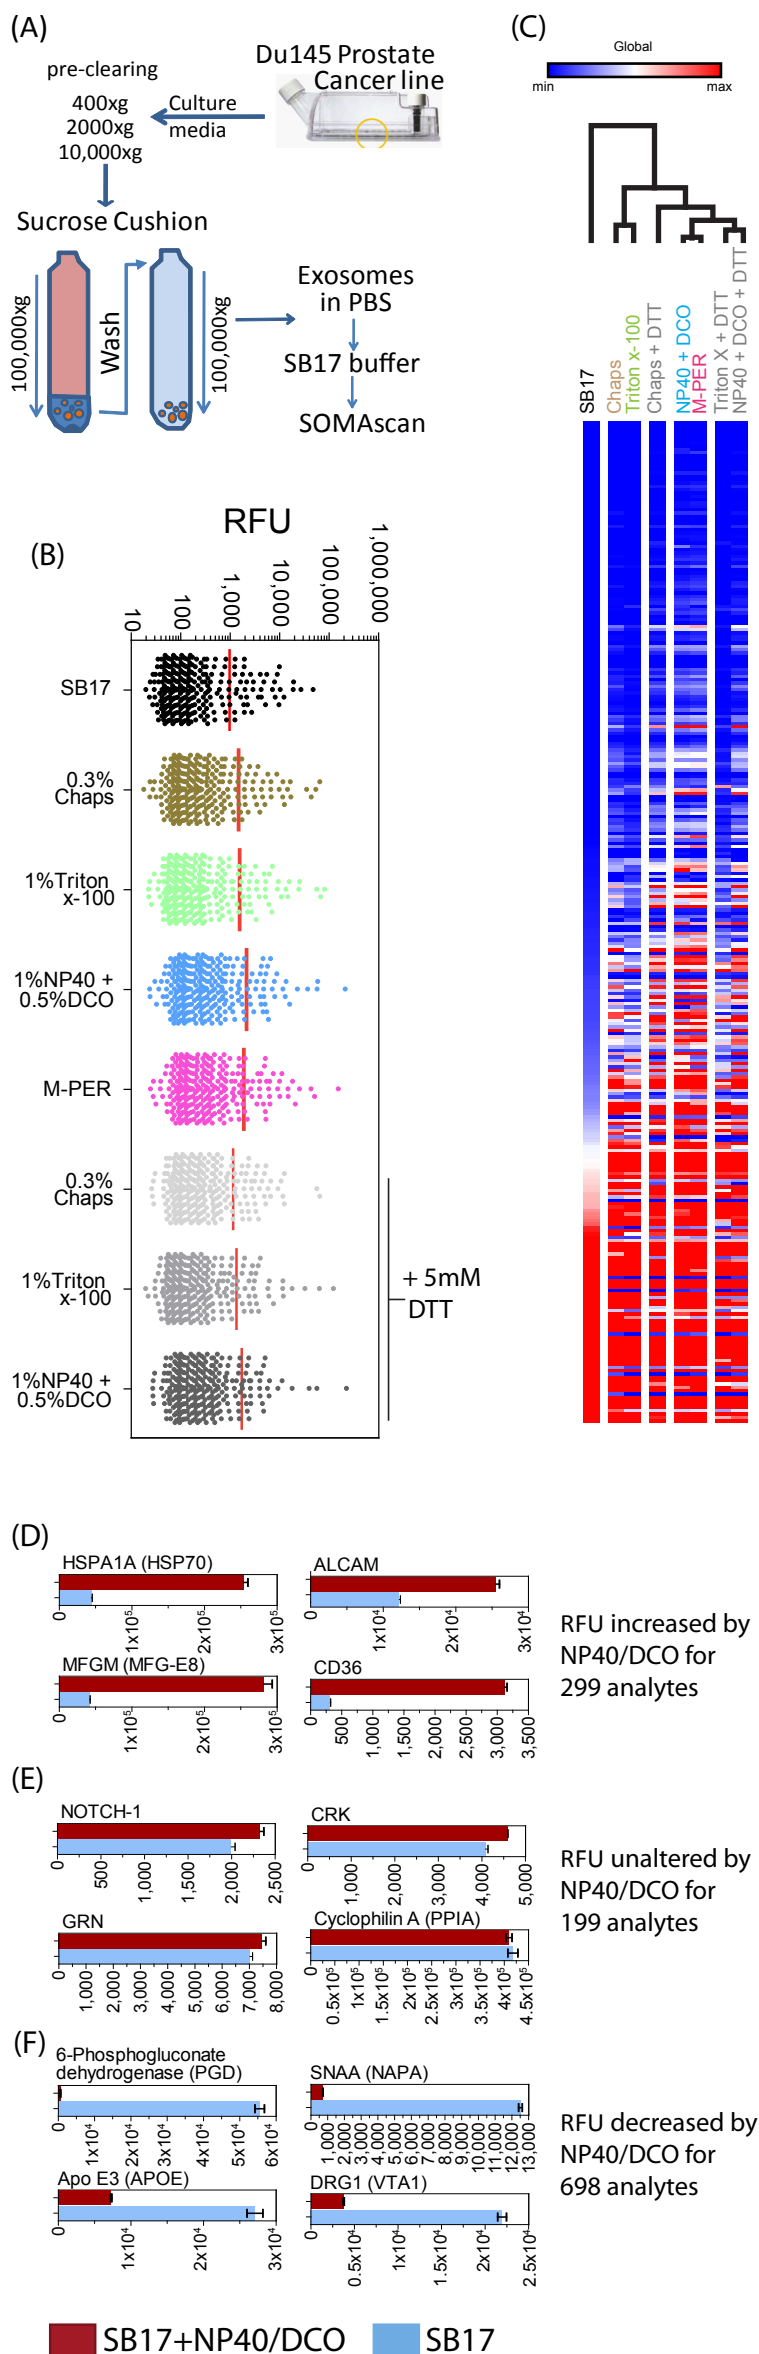 (A)
Du145 Prostate
Cancer line
pre-clearing
400xg
2000xg
10,000xg
Culture
media
Sucrose Cushion
100,000xg
Wash
100,000xg
Exosomes
in PBS
SB17 buffer
SOMAscan
(B)
RFU
10
100
1,000
10,000
100,000
1,000,000
SB17
0.3%
Chaps
1%Triton
x-100
1%NP40 +
0.5%DCO
M-PER
0.3%
Chaps
1%Triton
x-100
1%NP40 +
0.5%DCO
+ 5mM
DTT
(C)
Global
min
max
SB17
Chaps
Triton x-100
Chaps + DTT
NP40 + DCO
M-PER
Triton X + DTT
NP40 + DCO + DTT
(D)
HSPA1A (HSP70)
0
1x10⁵
2x10⁵
3x10⁵
ALCAM
0
1x10⁴
2x10⁴
3x10⁴
MFGM (MFG-E8)
0
1x10⁵
2x10⁵
3x10⁵
CD36
0
500
1,000
1,500
2,000
2,500
3,000
3,500
RFU increased by
NP40/DCO for
299 analytes
(E)
NOTCH-1
0
500
1,000
1,500
2,000
2,500
CRK
0
1,000
2,000
3,000
4,000
5,000
GRN
0
1,000
2,000
3,000
4,000
5,000
6,000
7,000
8,000
Cyclophilin A (PPIA)
0
0.5x10⁵
1x10⁵
1.5x10⁵
2x10⁵
2.5x10⁵
3x10⁵
3.5x10⁵
4x10⁵
4.5x10⁵
RFU unaltered by
NP40/DCO for
199 analytes
(F)
6-Phosphogluconate
dehydrogenase (PGD)
0
1x10⁴
2x10⁴
3x10⁴
4x10⁴
5x10⁴
6x10⁴
SNAA (NAPA)
0
1,000
2,000
3,000
4,000
5,000
6,000
7,000
8,000
9,000
10,000
11,000
12,000
13,000
Apo E3 (APOE)
0
1x10⁴
2x10⁴
3x10⁴
DRG1 (VTA1)
0
0.5x10⁴
1x10⁴
1.5x10⁴
2x10⁴
2.5x10⁴
RFU decreased by
NP40/DCO for
698 analytes
SB17+NP40/DCO
SB17